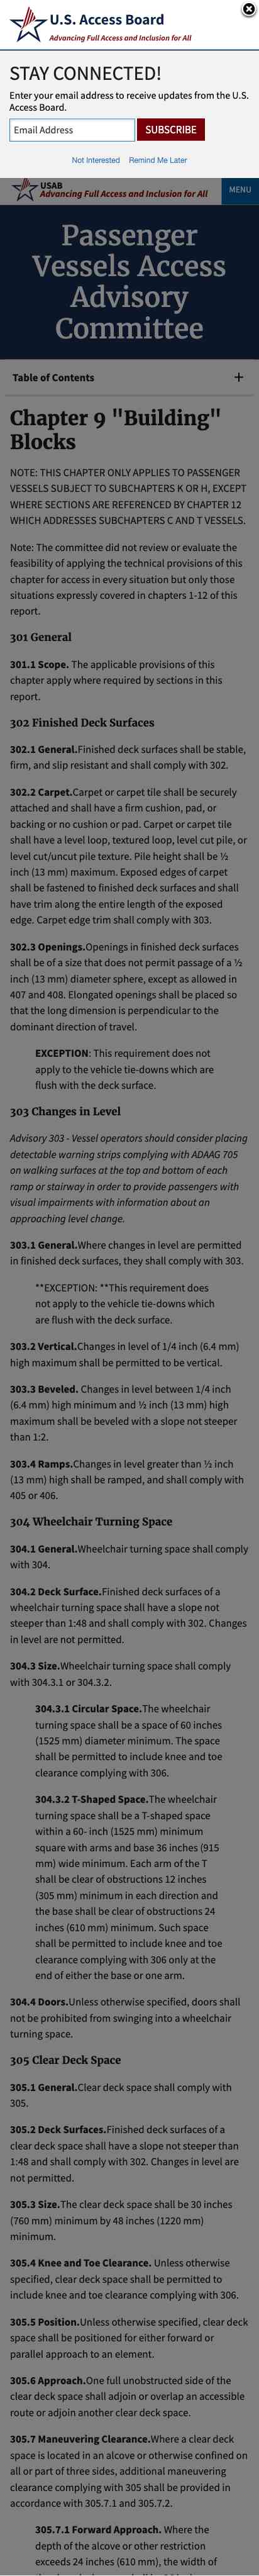 U.S. Access Board
Advancing Full Access and Inclusion for All
STAY CONNECTED!
Enter your email address to receive updates from the U.S.
Access Board.
Email Address
SUBSCRIBE
Not Interested Remind Me Later
USAB
Advancing Full Access and Inclusion for All
MENU
Passenger
Vessels Access
Advisory
Committee
Table of Contents +
Chapter 9 "Building"
Blocks
NOTE: THIS CHAPTER ONLY APPLIES TO PASSENGER
VESSELS SUBJECT TO SUBCHAPTERS K OR H, EXCEPT
WHERE SECTIONS ARE REFERENCED BY CHAPTER 12
WHICH ADDRESSES SUBCHAPTERS C AND T VESSELS.
Note: The committee did not review or evaluate the
feasibility of applying the technical provisions of this
chapter for access in every situation but only those
situations expressly covered in chapters 1-12 of this
report.
301 General
301.1 Scope. The applicable provisions of this
chapter apply where required by sections in this
report.
302 Finished Deck Surfaces
302.1 General.Finished deck surfaces shall be stable,
firm, and slip resistant and shall comply with 302.
302.2 Carpet.Carpet or carpet tile shall be securely
attached and shall have a firm cushion, pad, or
backing or no cushion or pad. Carpet or carpet tile
shall have a level loop, textured loop, level cut pile, or
level cut/uncut pile texture. Pile height shall be ½
inch (13 mm) maximum. Exposed edges of carpet
shall be fastened to finished deck surfaces and shall
have trim along the entire length of the exposed
edge. Carpet edge trim shall comply with 303.
302.3 Openings.Openings in finished deck surfaces
shall be of a size that does not permit passage of a ½
inch (13 mm) diameter sphere, except as allowed in
407 and 408. Elongated openings shall be placed so
that the long dimension is perpendicular to the
dominant direction of travel.
EXCEPTION: This requirement does not
apply to the vehicle tie-downs which are
flush with the deck surface.
303 Changes in Level
Advisory 303 - Vessel operators should consider placing
detectable warning strips complying with ADAAG 705
on walking surfaces at the top and bottom of each
ramp or stairway in order to provide passengers with
visual impairments with information about an
approaching level change.
303.1 General.Where changes in level are permitted
in finished deck surfaces, they shall comply with 303.
**EXCEPTION: **This requirement does
not apply to the vehicle tie-downs which
are flush with the deck surface.
303.2 Vertical.Changes in level of 1/4 inch (6.4 mm)
high maximum shall be permitted to be vertical.
303.3 Beveled. Changes in level between 1/4 inch
(6.4 mm) high minimum and ½ inch (13 mm) high
maximum shall be beveled with a slope not steeper
than 1:2.
303.4 Ramps.Changes in level greater than ½ inch
(13 mm) high shall be ramped, and shall comply with
405 or 406.
304 Wheelchair Turning Space
304.1 General.Wheelchair turning space shall comply
with 304.
304.2 Deck Surface.Finished deck surfaces of a
wheelchair turning space shall have a slope not
steeper than 1:48 and shall comply with 302. Changes
in level are not permitted.
304.3 Size.Wheelchair turning space shall comply
with 304.3.1 or 304.3.2.
304.3.1 Circular Space.The wheelchair
turning space shall be a space of 60 inches
(1525 mm) diameter minimum. The space
shall be permitted to include knee and toe
clearance complying with 306.
304.3.2 T-Shaped Space.The wheelchair
turning space shall be a T-shaped space
within a 60- inch (1525 mm) minimum
square with arms and base 36 inches (915
mm) wide minimum. Each arm of the T
shall be clear of obstructions 12 inches
(305 mm) minimum in each direction and
the base shall be clear of obstructions 24
inches (610 mm) minimum. Such space
shall be permitted to include knee and toe
clearance complying with 306 only at the
end of either the base or one arm.
304.4 Doors.Unless otherwise specified, doors shall
not be prohibited from swinging into a wheelchair
turning space.
305 Clear Deck Space
305.1 General.Clear deck space shall comply with
305.
305.2 Deck Surfaces.Finished deck surfaces of a
clear deck space shall have a slope not steeper than
1:48 and shall comply with 302. Changes in level are
not permitted.
305.3 Size.The clear deck space shall be 30 inches
(760 mm) minimum by 48 inches (1220 mm)
minimum.
305.4 Knee and Toe Clearance. Unless otherwise
specified, clear deck space shall be permitted to
include knee and toe clearance complying with 306.
305.5 Position.Unless otherwise specified, clear deck
space shall be positioned for either forward or
parallel approach to an element.
305.6 Approach.One full unobstructed side of the
clear deck space shall adjoin or overlap an accessible
route or adjoin another clear deck space.
305.7 Maneuvering Clearance.Where a clear deck
space is located in an alcove or otherwise confined on
all or part of three sides, additional maneuvering
clearance complying with 305 shall be provided in
accordance with 305.7.1 and 305.7.2.
305.7.1 Forward Approach. Where the
depth of the alcove or other restriction
exceeds 24 inches (610 mm), the width of